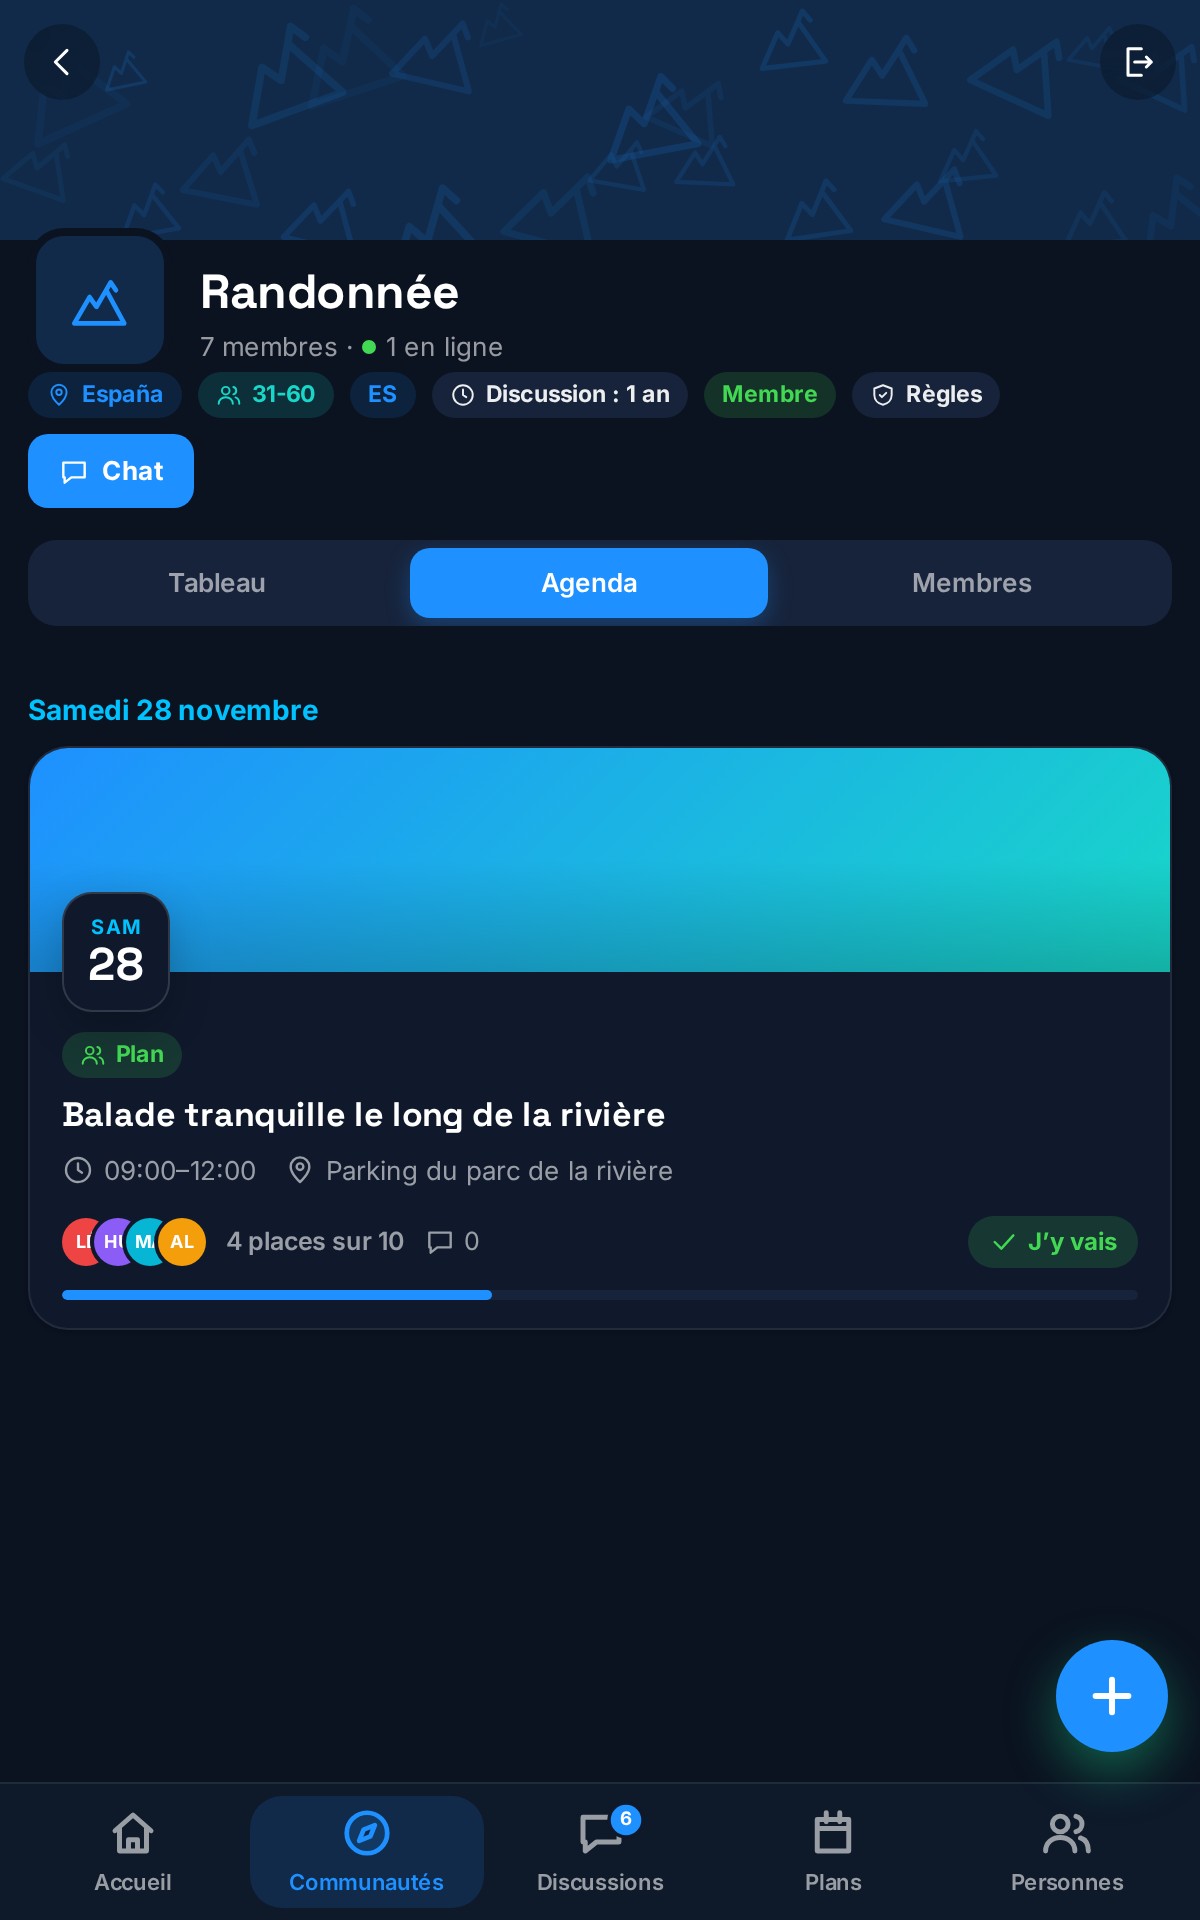 Randonnée
7 membres · 1 en ligne
España 31-60 ES Discussion : 1 an Membre Règles
Chat
Tableau Agenda Membres
Samedi 28 novembre
SAM
28
Plan
Balade tranquille le long de la rivière
09:00–12:00 Parking du parc de la rivière
AL 4 places sur 10 0 J’y vais
6
Accueil Communautés Discussions Plans Personnes